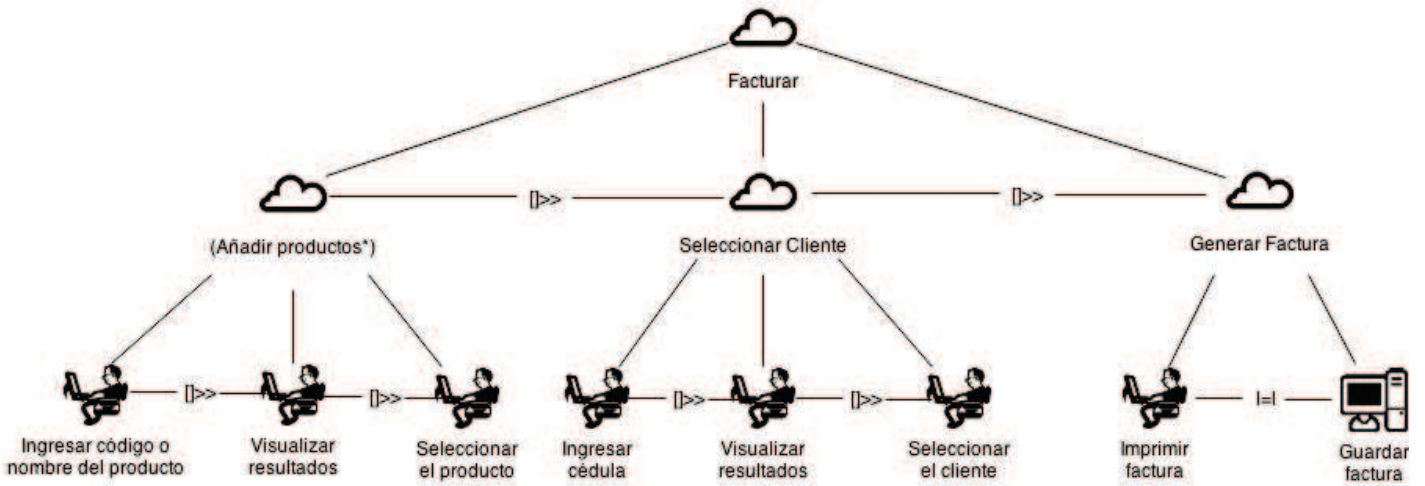 Facturar
[]>>
[]>>
(Añadir productos*)
Seleccionar Cliente
Generar Factura
[]>>
[]>>
[]>>
[]>>
|=|
Ingresar código o
nombre del producto
Visualizar
resultados
Seleccionar
el producto
Ingresar
cédula
Visualizar
resultados
Seleccionar
el cliente
Imprimir
factura
Guardar
factura